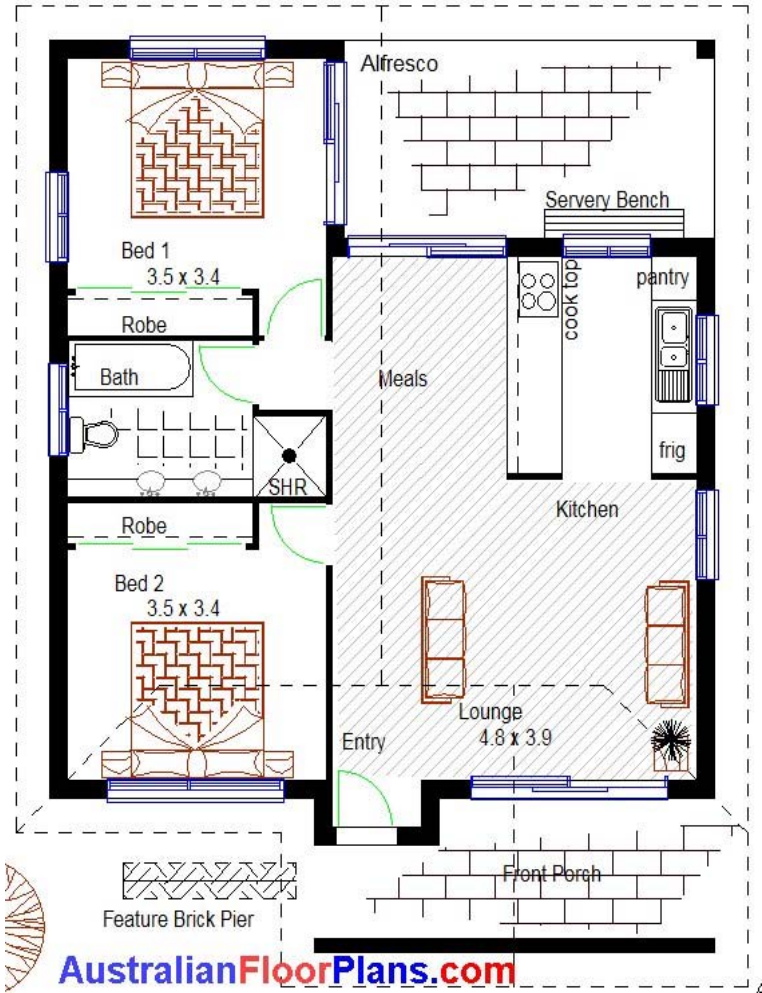 Alfresco
Servery Bench
Bed 1
3.5 x 3.4
cook top
pantry
Robe
Bath
Meals
frig
SHR
Kitchen
Robe
Bed 2
3.5 x 3.4
Lounge
4.8 x 3.9
Entry
Front Porch
Feature Brick Pier
AustralianFloorPlans.com